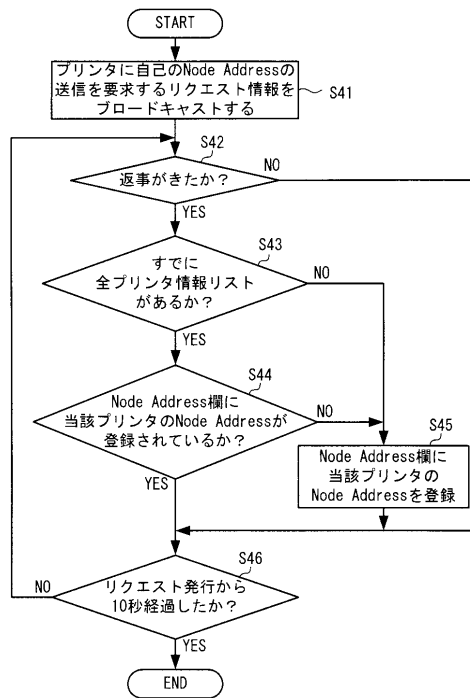 START
プリンタに自己のNode Addressの
送信を要求するリクエスト情報を
ブロードキャストする
S41
S42
返事がきたか？
NO
YES
S43
すでに
全プリンタ情報リスト
があるか？
NO
YES
S44
Node Address欄に
当該プリンタのNode Addressが
登録されているか？
NO
YES
S45
Node Address欄に
当該プリンタの
Node Addressを登録
S46
リクエスト発行から
10秒経過したか？
NO
YES
END